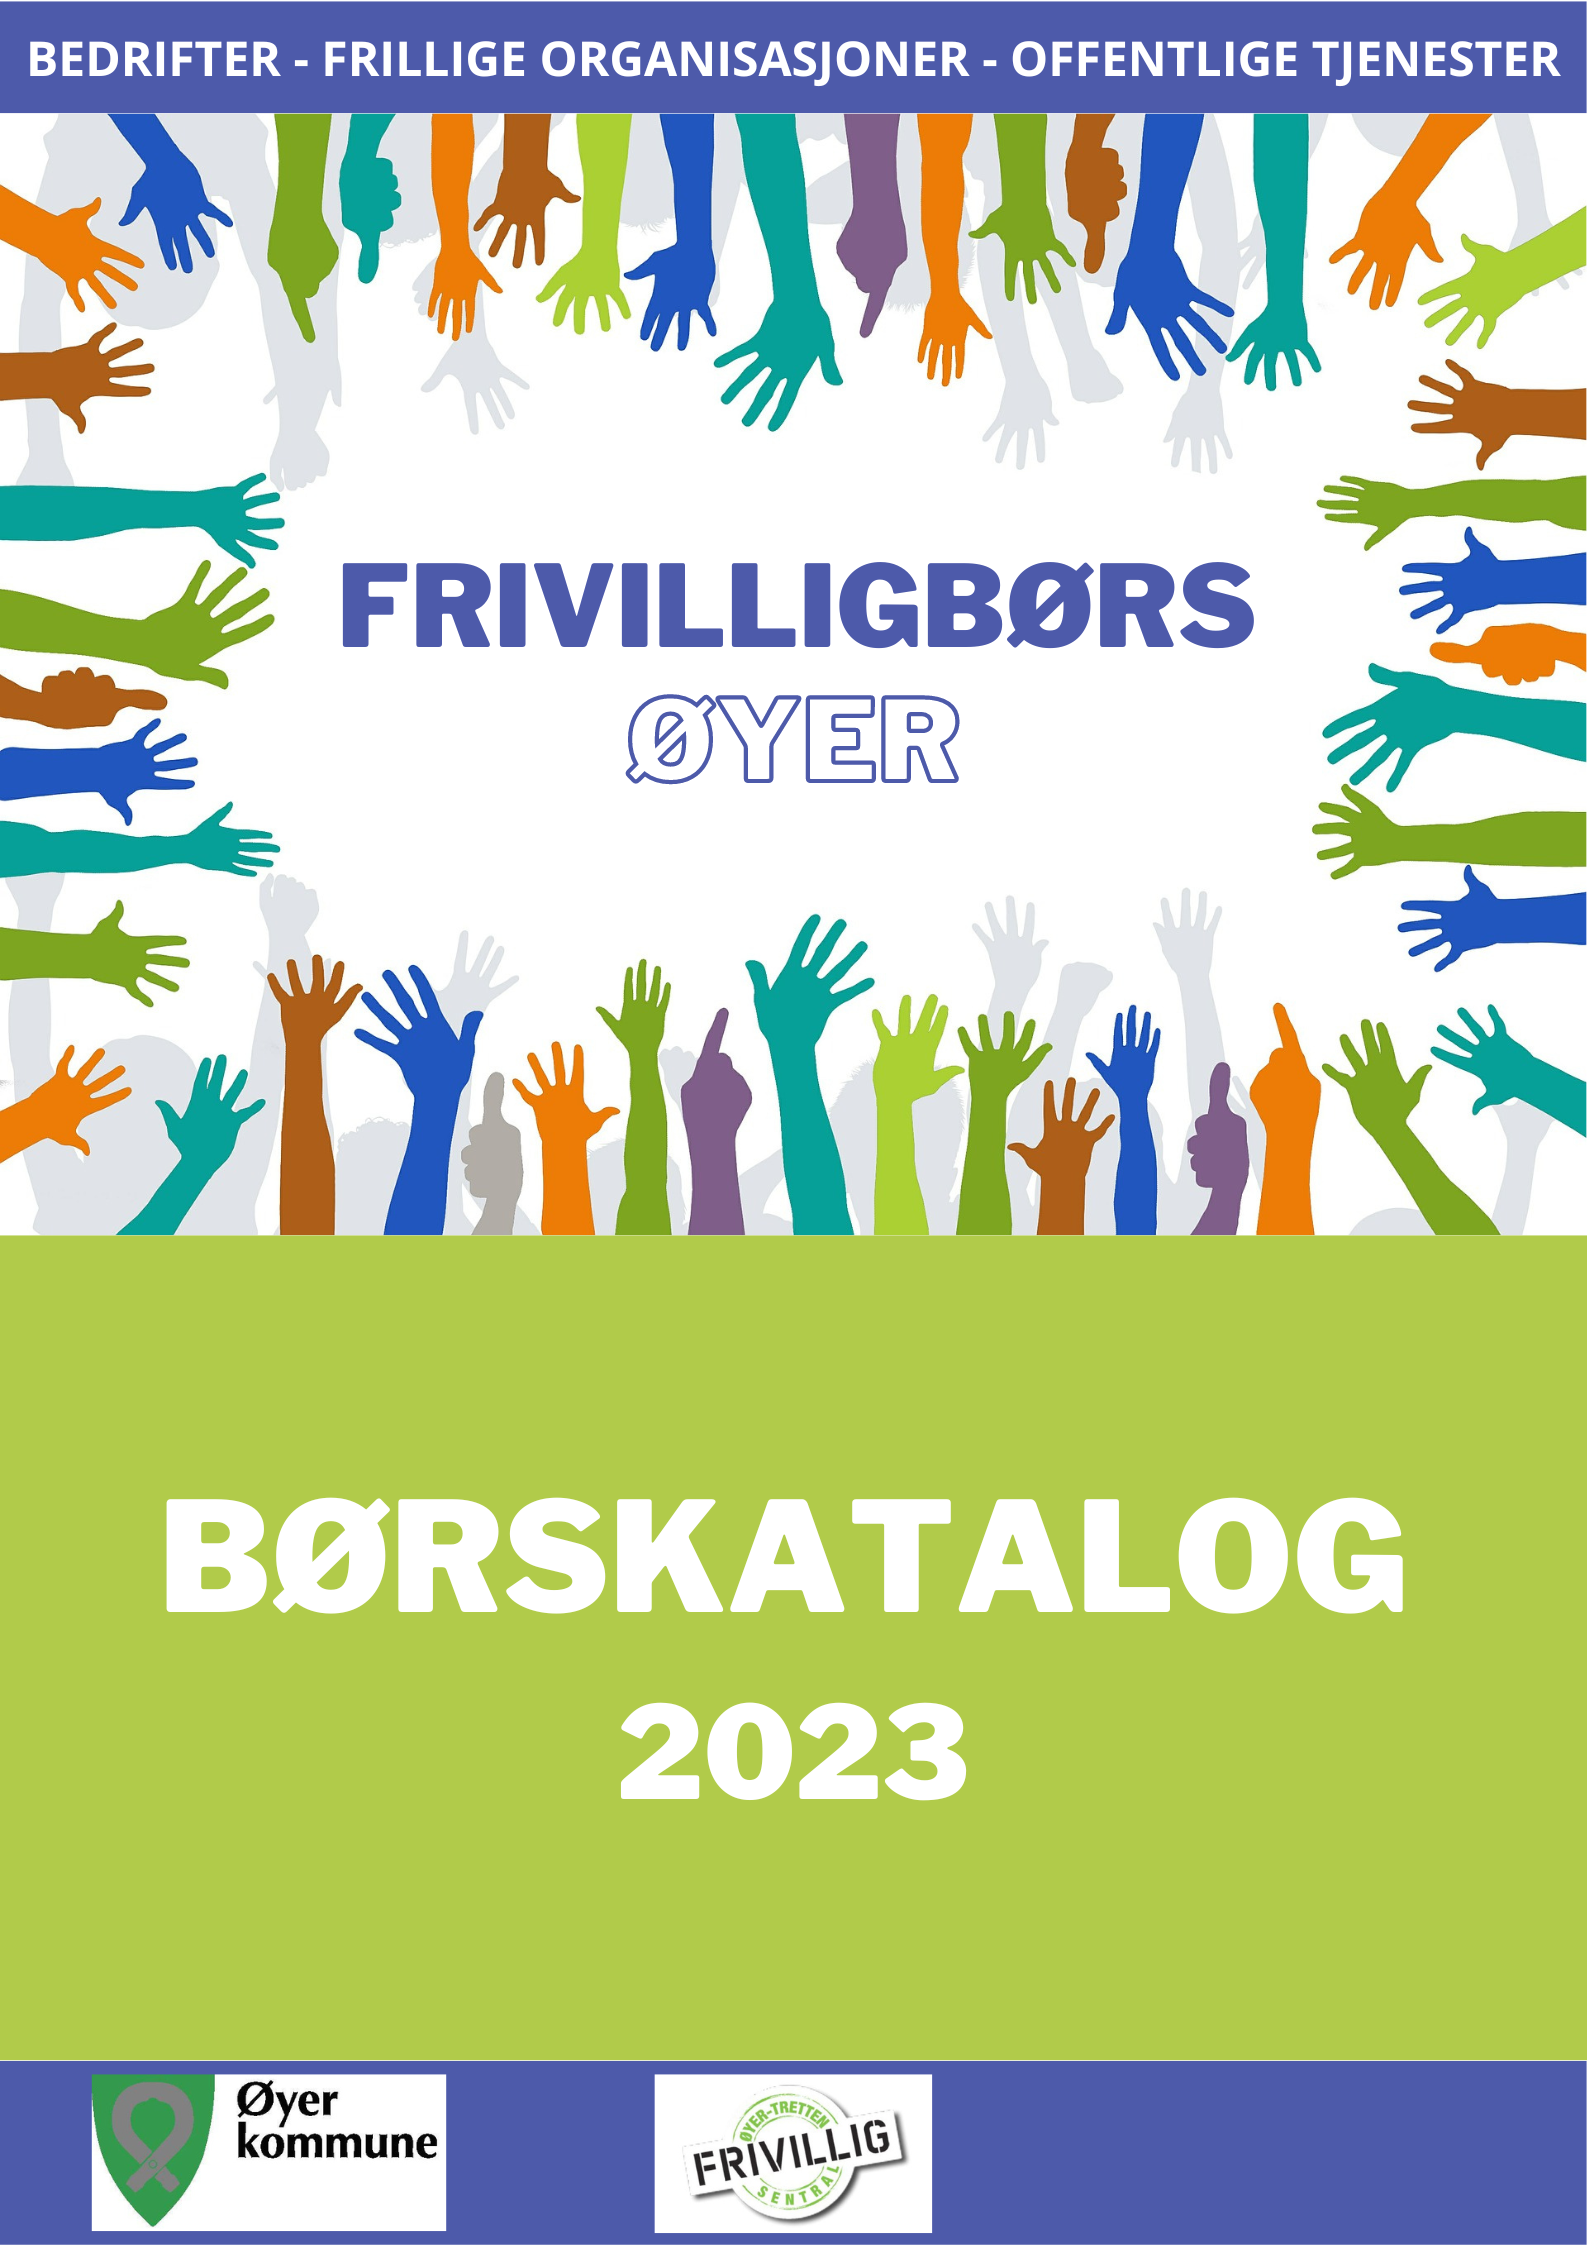 BEDRIFTER - FRILLIGE ORGANISASJONER - OFFENTLIGE TJENESTER
FRIVILLIGBØRS
ØYER
BØRSKATALOG
2023
Øyer
kommune
ØYER-TRETTEN
FRIVILLIG
SENTRAL